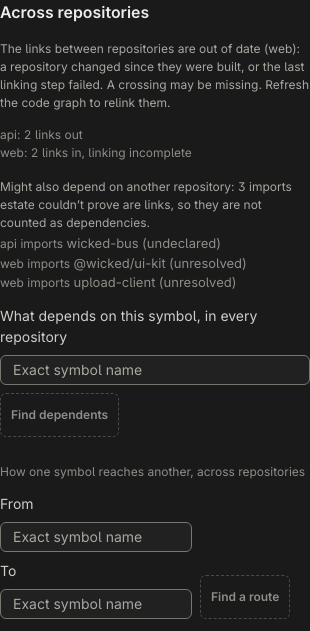 Across repositories
The links between repositories are out of date (web):
a repository changed since they were built, or the last
linking step failed. A crossing may be missing. Refresh
the code graph to relink them.
api: 2 links out
web: 2 links in, linking incomplete
Might also depend on another repository: 3 imports
estate couldn't prove are links, so they are not
counted as dependencies.
api imports wicked-bus (undeclared)
web imports @wicked/ui-kit (unresolved)
web imports upload-client (unresolved)
What depends on this symbol, in every
repository
Exact symbol name
Find dependents
How one symbol reaches another, across repositories
From
Exact symbol name
To
Exact symbol name
Find a route